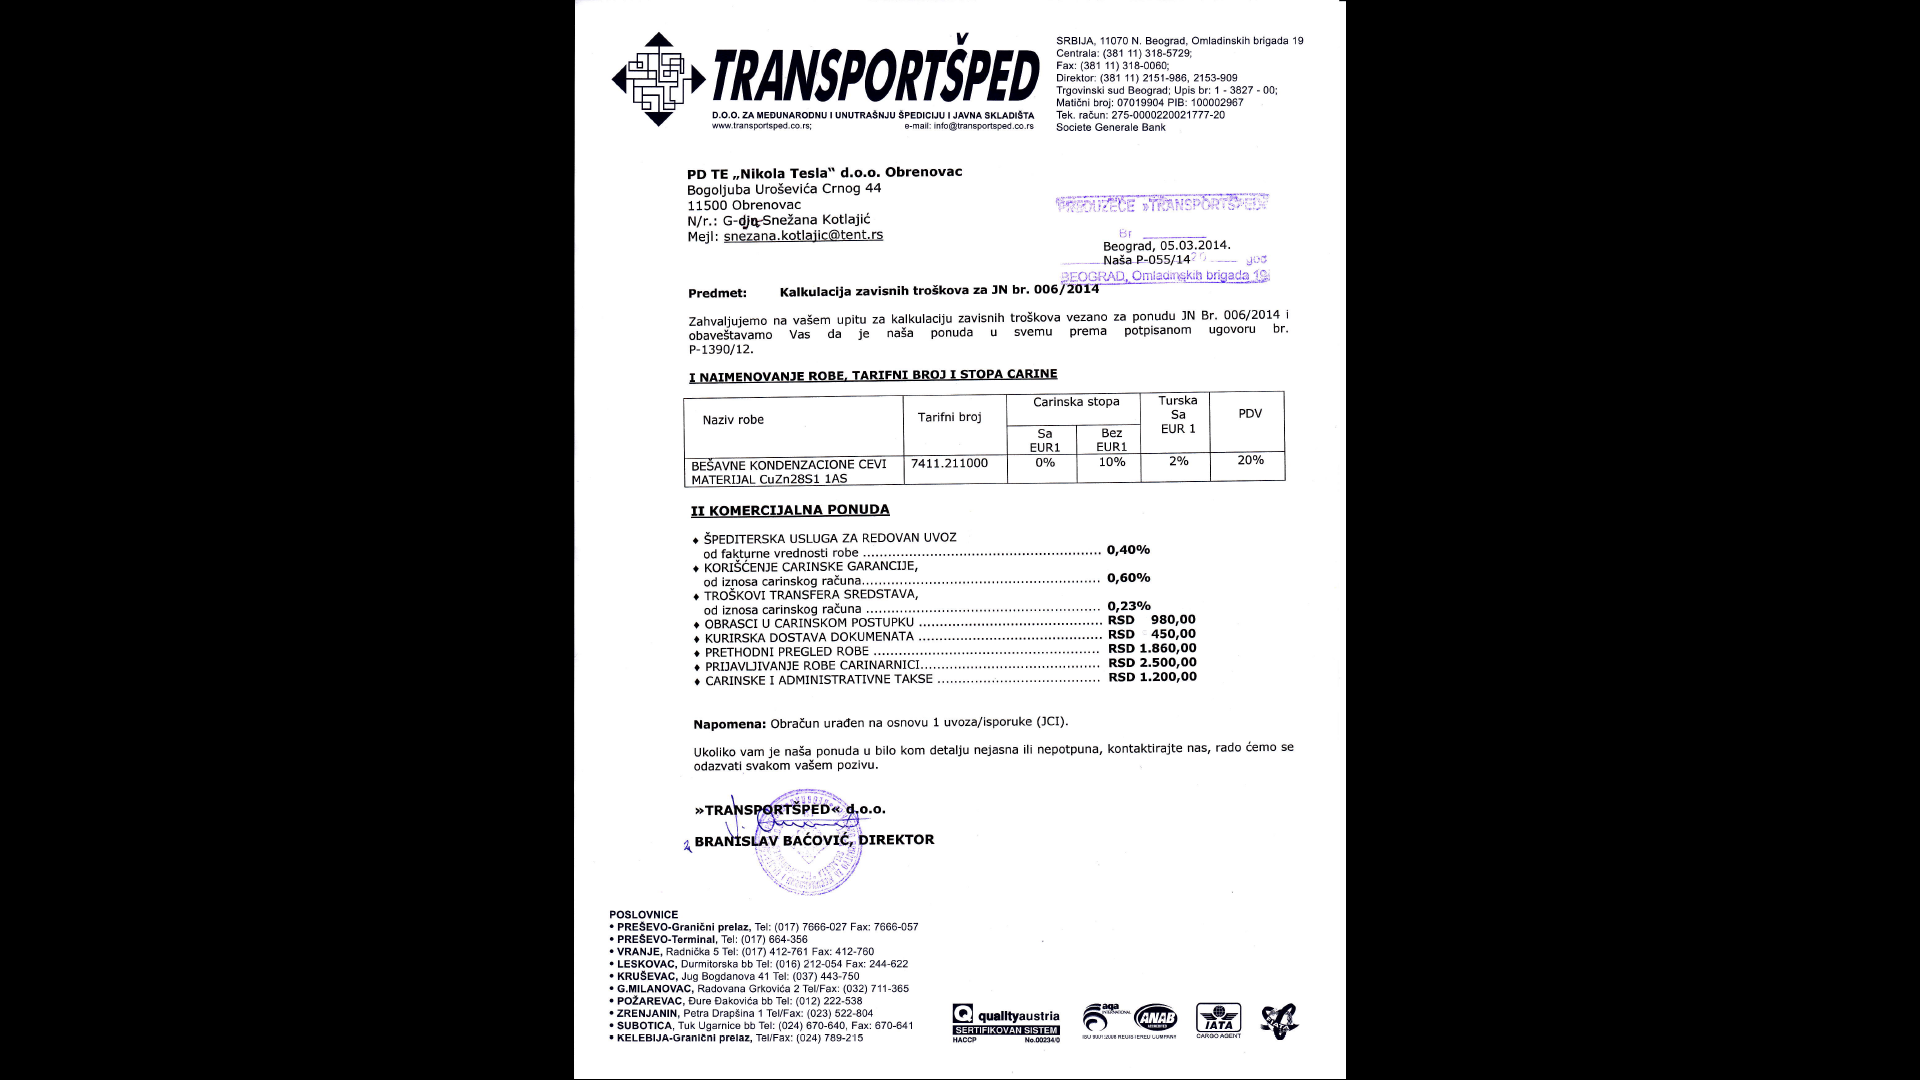 TRANSPORTŠPED
D.O.O. ZA MEĐUNARODNU I UNUTRAŠNJU ŠPEDICIJU I JAVNA SKLADIŠTA
www.transportsped.co.rs; e-mail: info@transportsped.co.rs
SRBIJA, 11070 N. Beograd, Omladinskih brigada 19
Centrala: (381 11) 318-5729;
Fax: (381 11) 318-0060;
Direktor: (381 11) 2151-986, 2153-909
Trgovinski sud Beograd; Upis br: 1 - 3827 - 00;
Matični broj: 07019904 PIB: 100002967
Tek. račun: 275-0000220021777-20
Societe Generale Bank
PD TE „Nikola Tesla“ d.o.o. Obrenovac
Bogoljuba Uroševića Crnog 44
11500 Obrenovac
N/r.: G-djn Snežana Kotlajić
Mejl: snezana.kotlajic@tent.rs
PREDUZEĆE »TRANSPORTŠPED«
Br
Beograd, 05.03.2014.
Naša P-055/14 20 god
BEOGRAD, Omladinskih brigada 19
Predmet: Kalkulacija zavisnih troškova za JN br. 006/2014
Zahvaljujemo na vašem upitu za kalkulaciju zavisnih troškova vezano za ponudu JN Br. 006/2014 i
obaveštavamo Vas da je naša ponuda u svemu prema potpisanom ugovoru br.
P-1390/12.
I NAIMENOVANJE ROBE, TARIFNI BROJ I STOPA CARINE
Naziv robe Tarifni broj Carinska stopa Turska Sa EUR 1 PDV
Sa EUR1 Bez EUR1
BEŠAVNE KONDENZACIONE CEVI 7411.211000 0% 10% 2% 20%
MATERIJAL CuZn28S1 1AS
II KOMERCIJALNA PONUDA
♦ ŠPEDITERSKA USLUGA ZA REDOVAN UVOZ
od fakturne vrednosti robe ......................................................... 0,40%
♦ KORIŠĆENJE CARINSKE GARANCIJE,
od iznosa carinskog računa......................................................... 0,60%
♦ TROŠKOVI TRANSFERA SREDSTAVA,
od iznosa carinskog računa ........................................................ 0,23%
♦ OBRASCI U CARINSKOM POSTUPKU ............................................ RSD 980,00
♦ KURIRSKA DOSTAVA DOKUMENATA ............................................ RSD 450,00
♦ PRETHODNI PREGLED ROBE ...................................................... RSD 1.860,00
♦ PRIJAVLJIVANJE ROBE CARINARNICI........................................... RSD 2.500,00
♦ CARINSKE I ADMINISTRATIVNE TAKSE ....................................... RSD 1.200,00
Napomena: Obračun urađen na osnovu 1 uvoza/isporuke (JCI).
Ukoliko vam je naša ponuda u bilo kom detalju nejasna ili nepotpuna, kontaktirajte nas, rado ćemo se
odazvati svakom vašem pozivu.
»TRANSPORTŠPED« d.o.o.
BRANISLAV BAĆOVIĆ, DIREKTOR
POSLOVNICE
• PREŠEVO-Granični prelaz, Tel: (017) 7666-027 Fax: 7666-057
• PREŠEVO-Terminal, Tel: (017) 664-356
• VRANJE, Radnička 5 Tel: (017) 412-761 Fax: 412-760
• LESKOVAC, Durmitorska bb Tel: (016) 212-054 Fax: 244-622
• KRUŠEVAC, Jug Bogdanova 41 Tel: (037) 443-750
• G.MILANOVAC, Radovana Grkovića 2 Tel/Fax: (032) 711-365
• POŽAREVAC, Đure Đakovića bb Tel: (012) 222-538
• ZRENJANIN, Petra Drapšina 1 Tel/Fax: (023) 522-804
• SUBOTICA, Tuk Ugarnice bb Tel: (024) 670-640, Fax: 670-641
• KELEBIJA-Granični prelaz, Tel/Fax: (024) 789-215
Q qualityaustria
SERTIFIKOVAN SISTEM
HACCP No.00234/0
aqa INTERNATIONAL
ANAB ACCREDITED
ISO 9001:2008 REGISTERED COMPANY
IATA
CARGO AGENT
FIATA